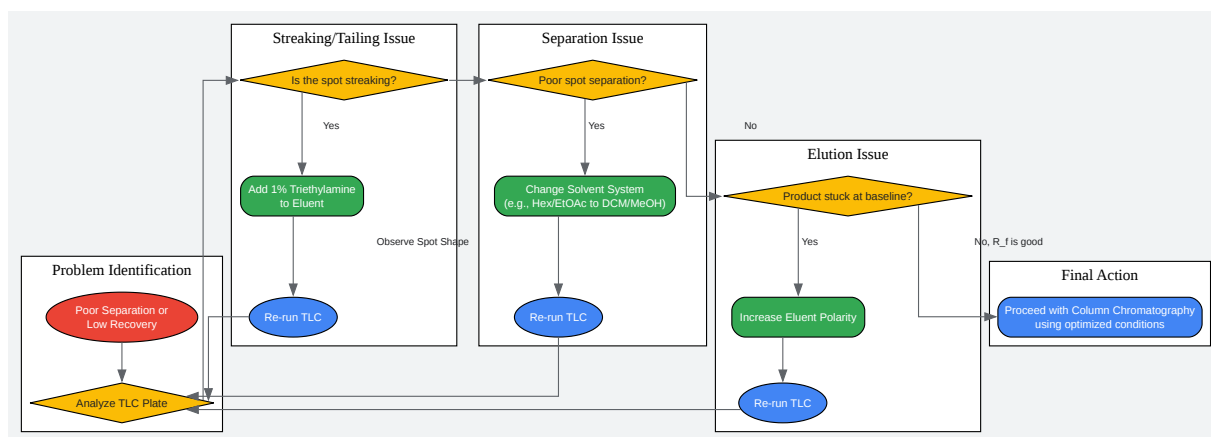 Streaking/Tailing Issue
Is the spot streaking?
Yes
Add 1% Triethylamine
to Eluent
Observe Spot Shape
Re-run TLC
Separation Issue
Poor spot separation?
Yes
No
Change Solvent System
(e.g., Hex/EtOAc to DCM/MeOH)
Re-run TLC
Elution Issue
Product stuck at baseline?
Yes
No, R_f is good
Increase Eluent Polarity
Re-run TLC
Problem Identification
Poor Separation or
Low Recovery
Analyze TLC Plate
Final Action
Proceed with Column Chromatography
using optimized conditions